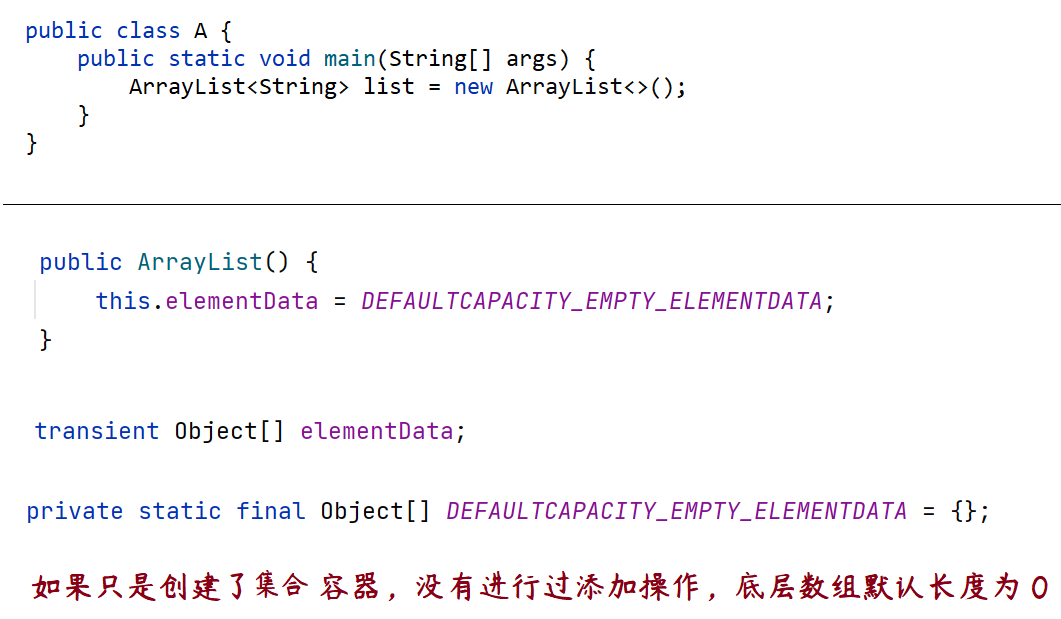 public class A {
public static void main(String[] args) {
ArrayList<String> list = new ArrayList<>();
}
}
public ArrayList() {
this.elementData = DEFAULTCAPACITY_EMPTY_ELEMENTDATA;
}
transient Object[] elementData;
private static final Object[] DEFAULTCAPACITY_EMPTY_ELEMENTDATA = {};
如果只是创建了集合 容器，没有进行过添加操作，底层数组默认长度为 0